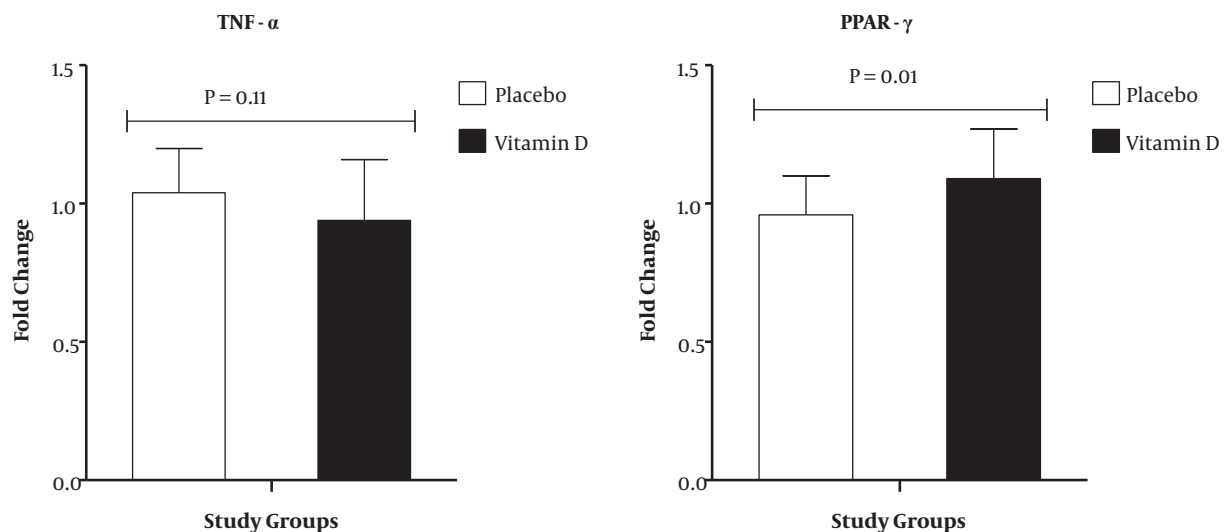 TNF - α
1.5
P = 0.11
Placebo
Vitamin D
1.0
Fold Change
0.5
0.0
Study Groups
PPAR - γ
1.5
P = 0.01
Placebo
Vitamin D
1.0
Fold Change
0.5
0.0
Study Groups